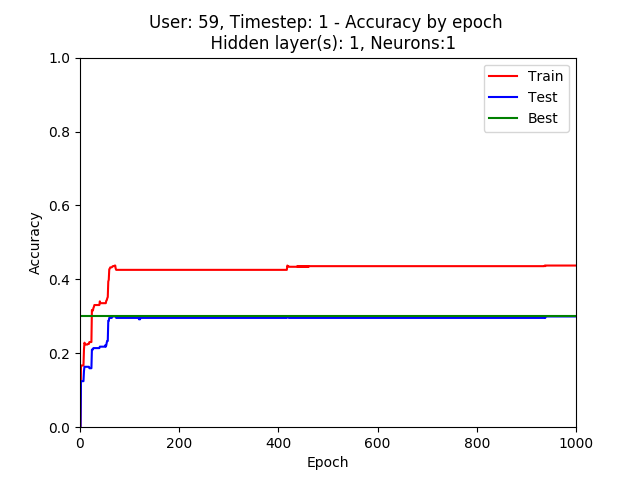 User: 59, Timestep: 1 - Accuracy by epoch
Hidden layer(s): 1, Neurons:1
1.0
0.8
0.6
0.4
0.2
0.0
Accuracy
Train
Test
Best
0 200 400 600 800 1000
Epoch